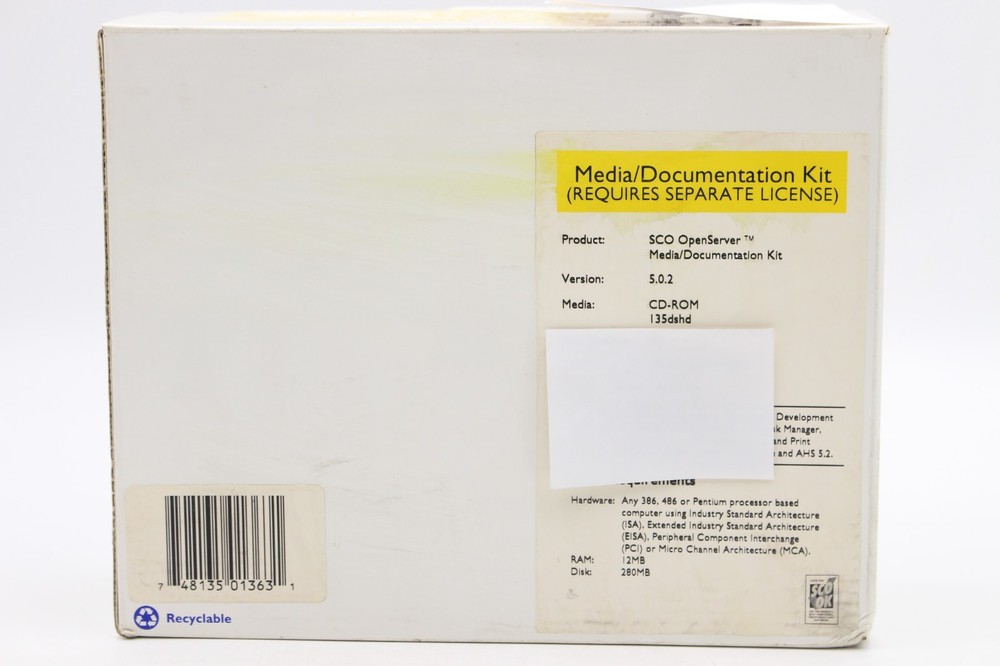 Media/Documentation Kit
(REQUIRES SEPARATE LICENSE)
Product: SCO OpenServer ™
Media/Documentation Kit
Version: 5.0.2
Media: CD-ROM
135dshd
Development
Manager,
and Print
and AHS 5.2.
Hardware: Any 386, 486 or Pentium processor based
computer using Industry Standard Architecture
(ISA), Extended Industry Standard Architecture
(EISA), Peripheral Component Interchange
(PCI) or Micro Channel Architecture (MCA).
RAM: 12MB
Disk: 280MB
SCO
OK
7 48135 01363 1
Recyclable